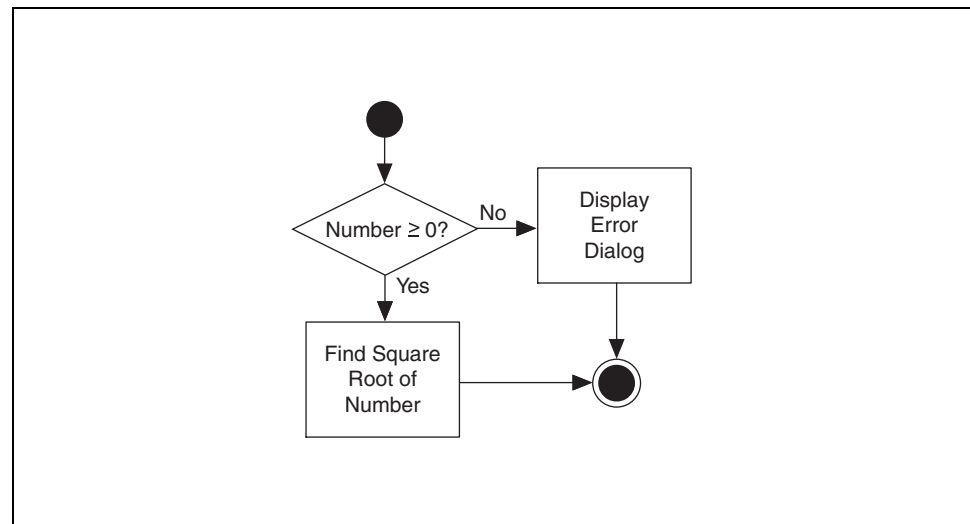 Number ≥ 0?
No
Display
Error
Dialog
Yes
Find Square
Root of
Number